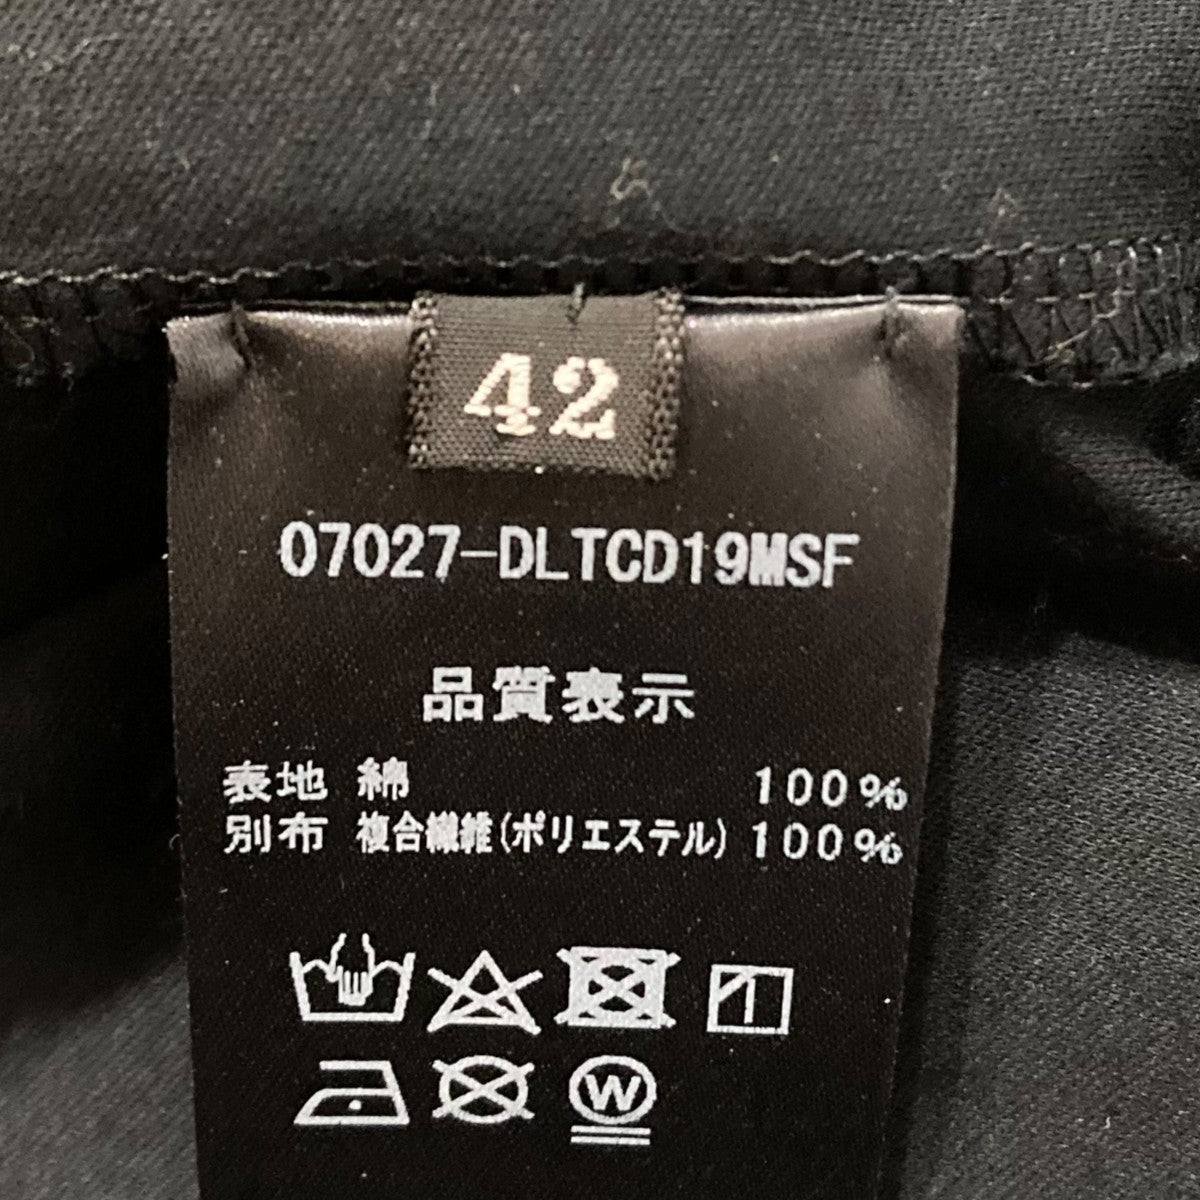 42
07027-DLTCD19MSF
品質表示
表地 綿 100%
別布 複合繊維(ポリエステル) 100%
W